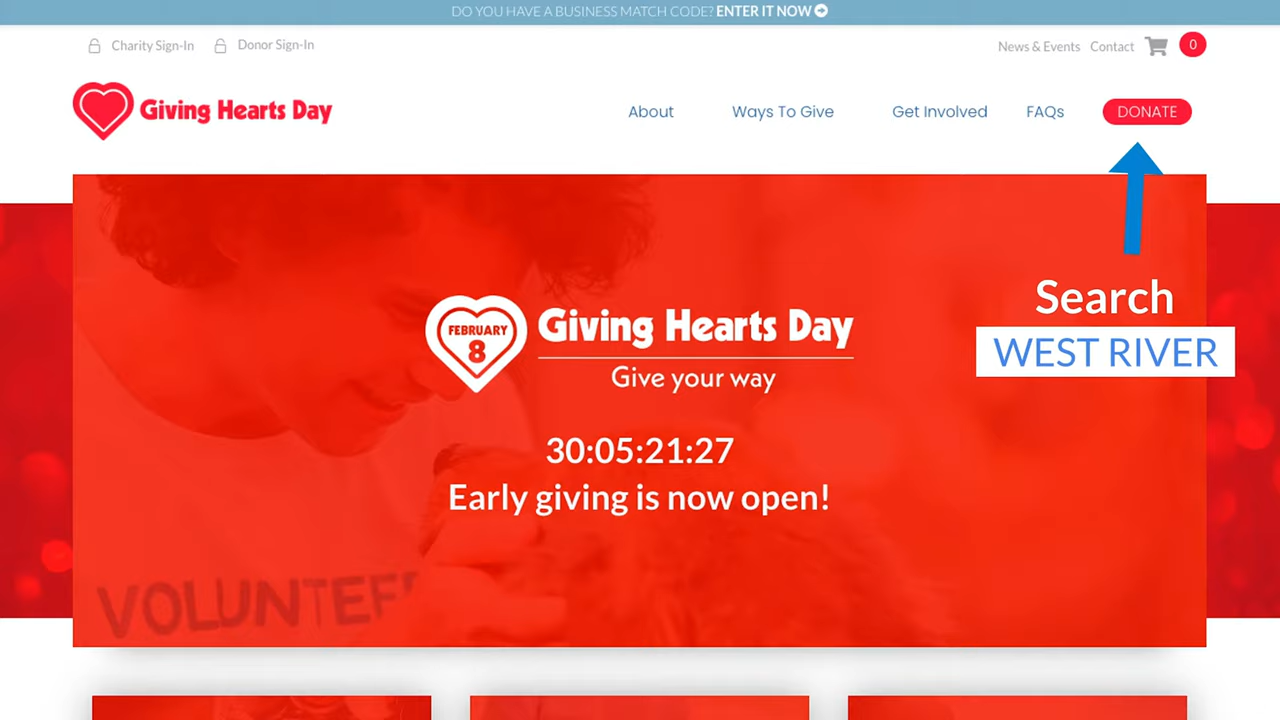 DO YOU HAVE A BUSINESS MATCH CODE? ENTER IT NOW
Charity Sign-In Donor Sign-In News & Events Contact 0
Giving Hearts Day About Ways To Give Get Involved FAQs DONATE
Search
WEST RIVER
FEBRUARY
8
Giving Hearts Day
Give your way
30:05:21:27
Early giving is now open!
VOLUNTEER